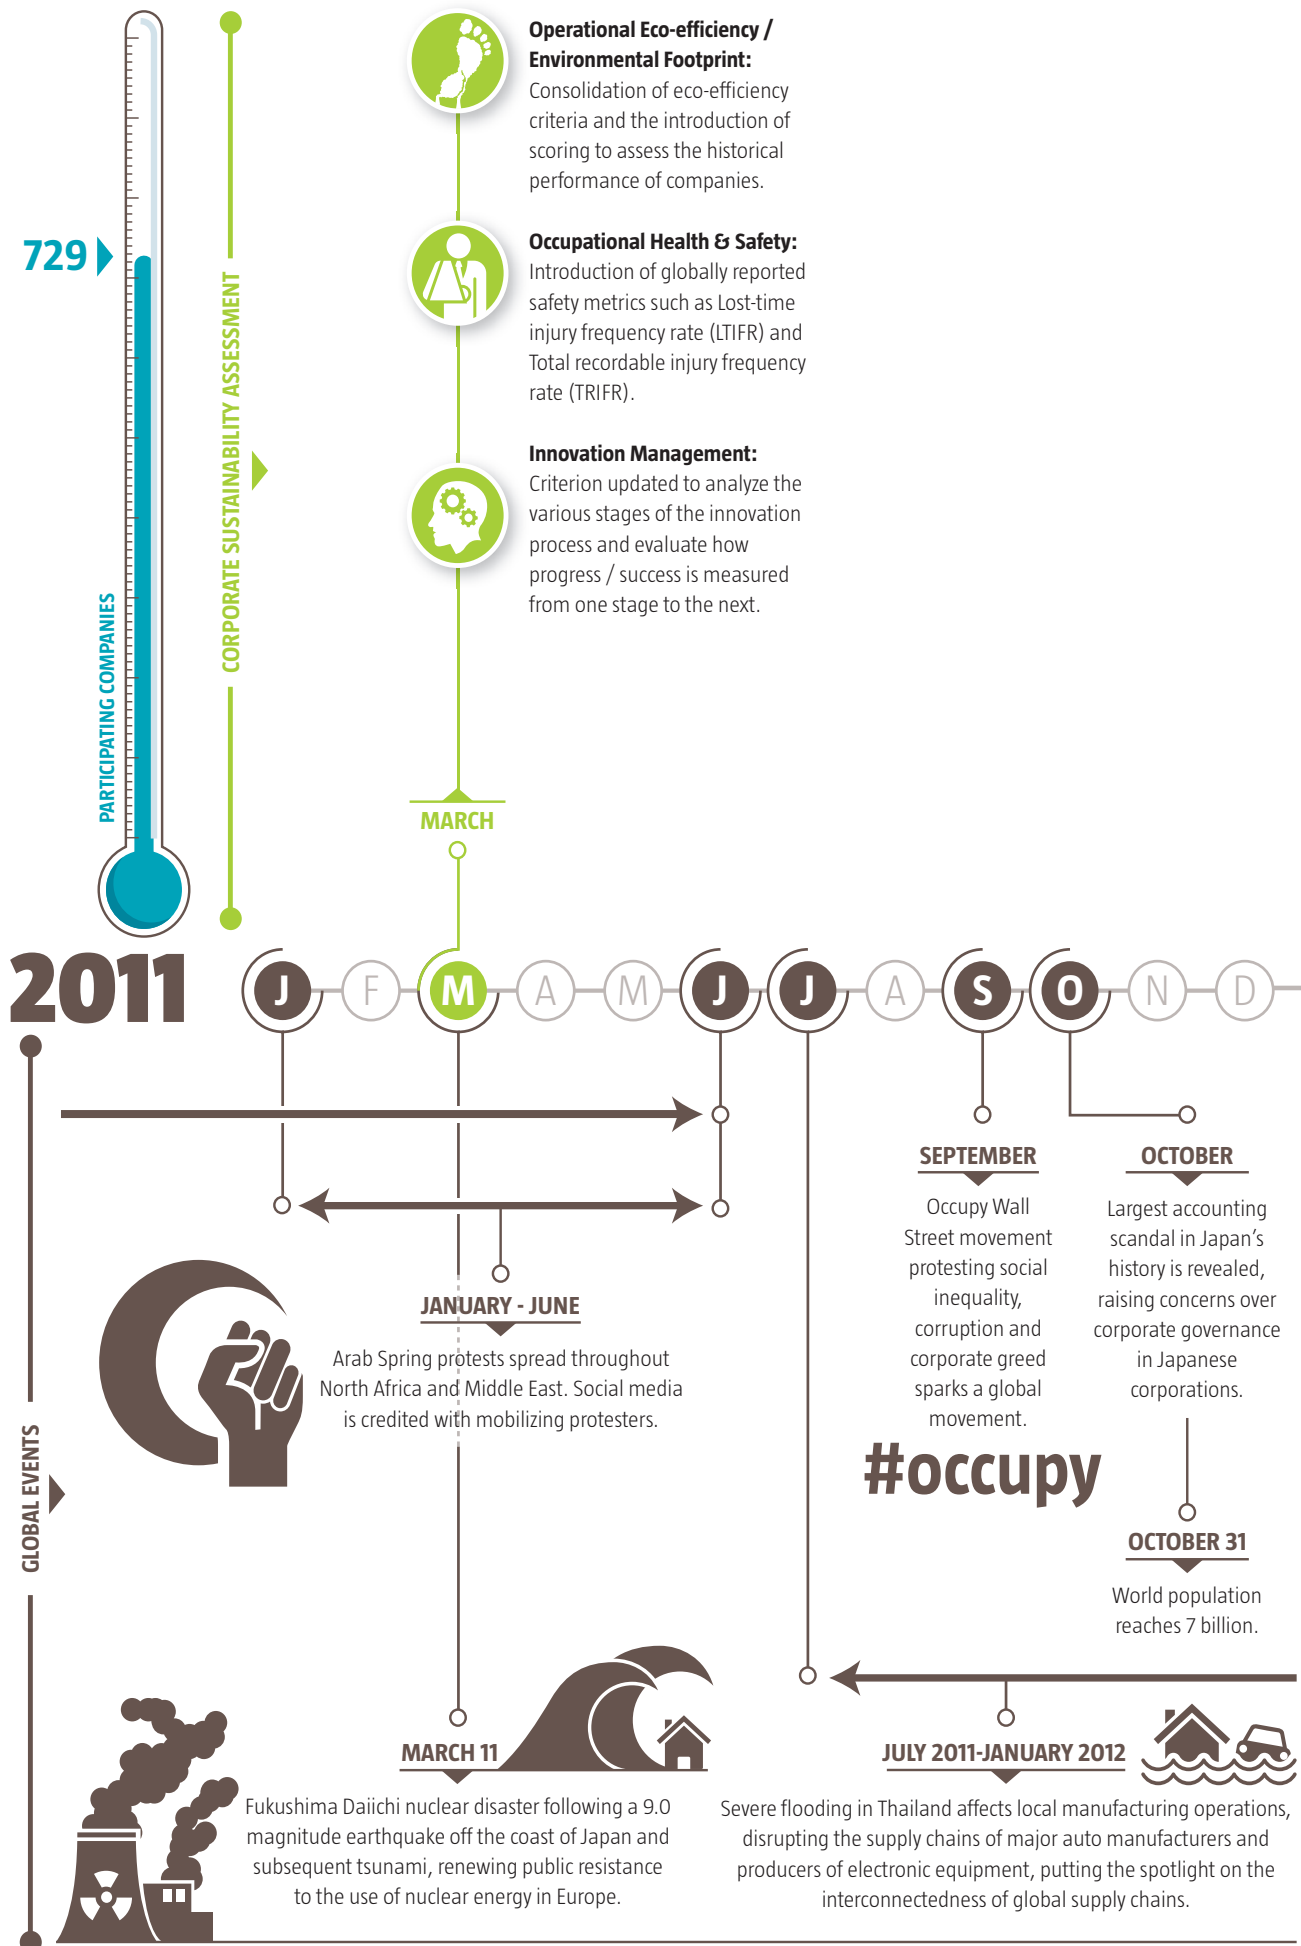 Operational Eco-efficiency /
Environmental Footprint:
Consolidation of eco-efficiency
criteria and the introduction of
scoring to assess the historical
performance of companies.
729
Occupational Health & Safety:
Introduction of globally reported
safety metrics such as Lost-time
injury frequency rate (LTIFR) and
Total recordable injury frequency
rate (TRIFR).
Innovation Management:
Criterion updated to analyze the
various stages of the innovation
process and evaluate how
progress / success is measured
from one stage to the next.
PARTICIPATING COMPANIES
CORPORATE SUSTAINABILITY ASSESSMENT
MARCH
2011
J F M A M J J A S O N D
GLOBAL EVENTS
JANUARY - JUNE
Arab Spring protests spread throughout
North Africa and Middle East. Social media
is credited with mobilizing protesters.
SEPTEMBER
Occupy Wall
Street movement
protesting social
inequality,
corruption and
corporate greed
sparks a global
movement.
#occupy
OCTOBER
Largest accounting
scandal in Japan's
history is revealed,
raising concerns over
corporate governance
in Japanese
corporations.
OCTOBER 31
World population
reaches 7 billion.
MARCH 11
Fukushima Daiichi nuclear disaster following a 9.0
magnitude earthquake off the coast of Japan and
subsequent tsunami, renewing public resistance
to the use of nuclear energy in Europe.
JULY 2011-JANUARY 2012
Severe flooding in Thailand affects local manufacturing operations,
disrupting the supply chains of major auto manufacturers and
producers of electronic equipment, putting the spotlight on the
interconnectedness of global supply chains.